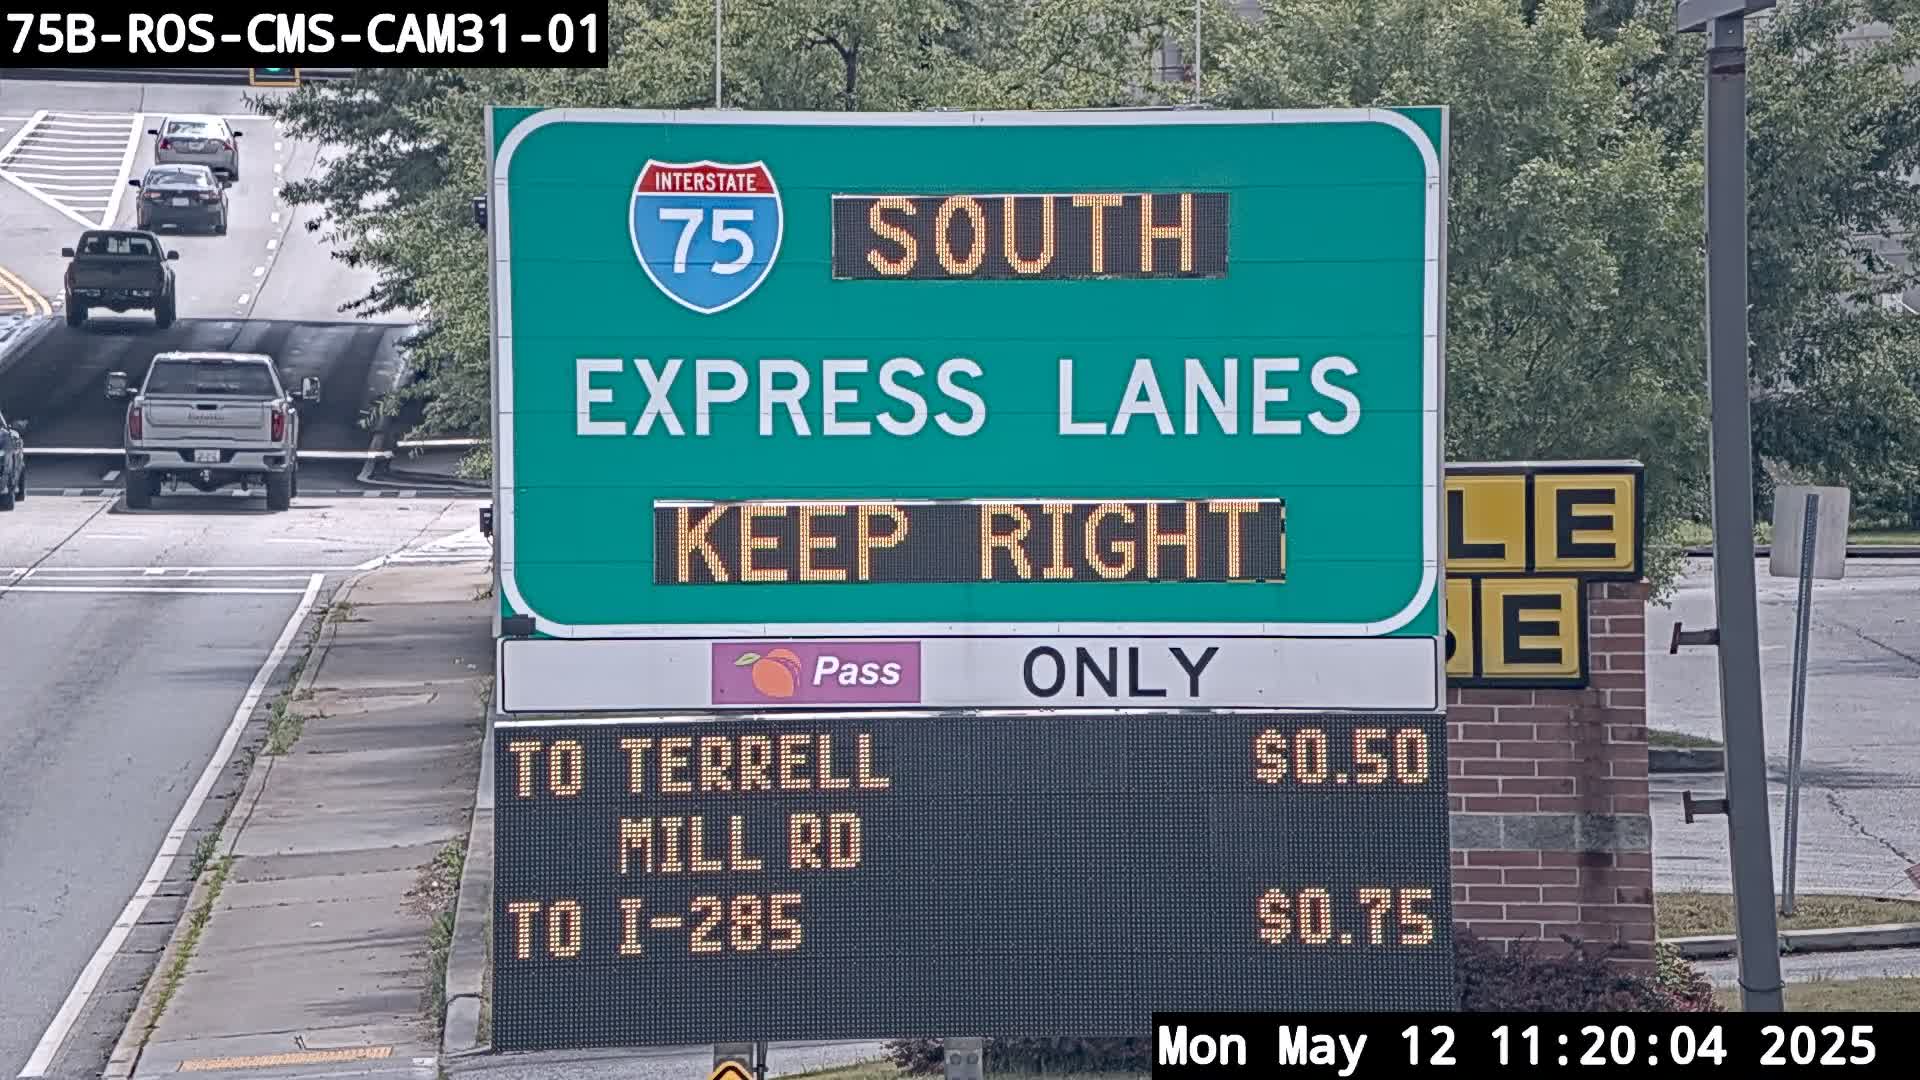 75B-ROS-CMS-CAM31-01
INTERSTATE
75
SOUTH
EXPRESS LANES
KEEP RIGHT
Pass ONLY
TO TERRELL $0.50
MILL RD
TO I-285 $0.75
LE
E
Mon May 12 11:20:04 2025